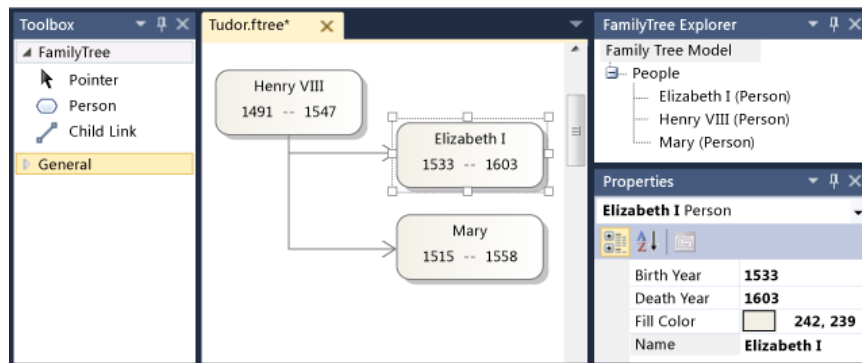 Toolbox
FamilyTree
Pointer
Person
Child Link
General
Tudor.ftree*
Henry VIII
1491 -- 1547
Elizabeth I
1533 -- 1603
Mary
1515 -- 1558
FamilyTree Explorer
Family Tree Model
People
Elizabeth I (Person)
Henry VIII (Person)
Mary (Person)
Properties
Elizabeth I Person
Birth Year 1533
Death Year 1603
Fill Color 242, 239
Name Elizabeth I